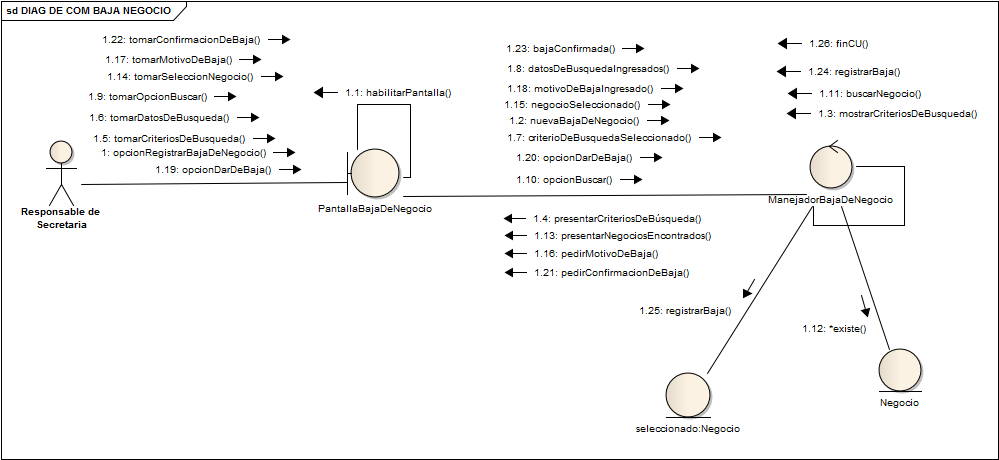 sd DIAG DE COM BAJA NEGOCIO
1.22: tomarConfirmacionDeBaja()
1.17: tomarMotivoDeBaja()
1.14: tomarSeleccionNegocio()
1.9: tomarOpcionBuscar()
1.6: tomarDatosDeBusqueda()
1.5: tomarCriteriosDeBusqueda()
1: opcionRegistrarBajaDeNegocio()
1.19: opcionDarDeBaja()
Responsable de
Secretaria
1.1: habilitarPantalla()
PantallaBajaDeNegocio
1.23: bajaConfirmada()
1.8: datosDeBusquedaIngresados()
1.18: motivoDeBajaIngresado()
1.15: negocioSeleccionado()
1.2: nuevaBajaDeNegocio()
1.7: criterioDeBusquedaSeleccionado()
1.20: opcionDarDeBaja()
1.10: opcionBuscar()
1.26: finCU()
1.24: registrarBaja()
1.11: buscarNegocio()
1.3: mostrarCriteriosDeBusqueda()
ManejadorBajaDeNegocio
1.4: presentarCriteriosDeBúsqueda()
1.13: presentarNegociosEncontrados()
1.16: pedirMotivoDeBaja()
1.21: pedirConfirmacionDeBaja()
1.25: registrarBaja()
1.12: *existe()
seleccionado:Negocio
Negocio